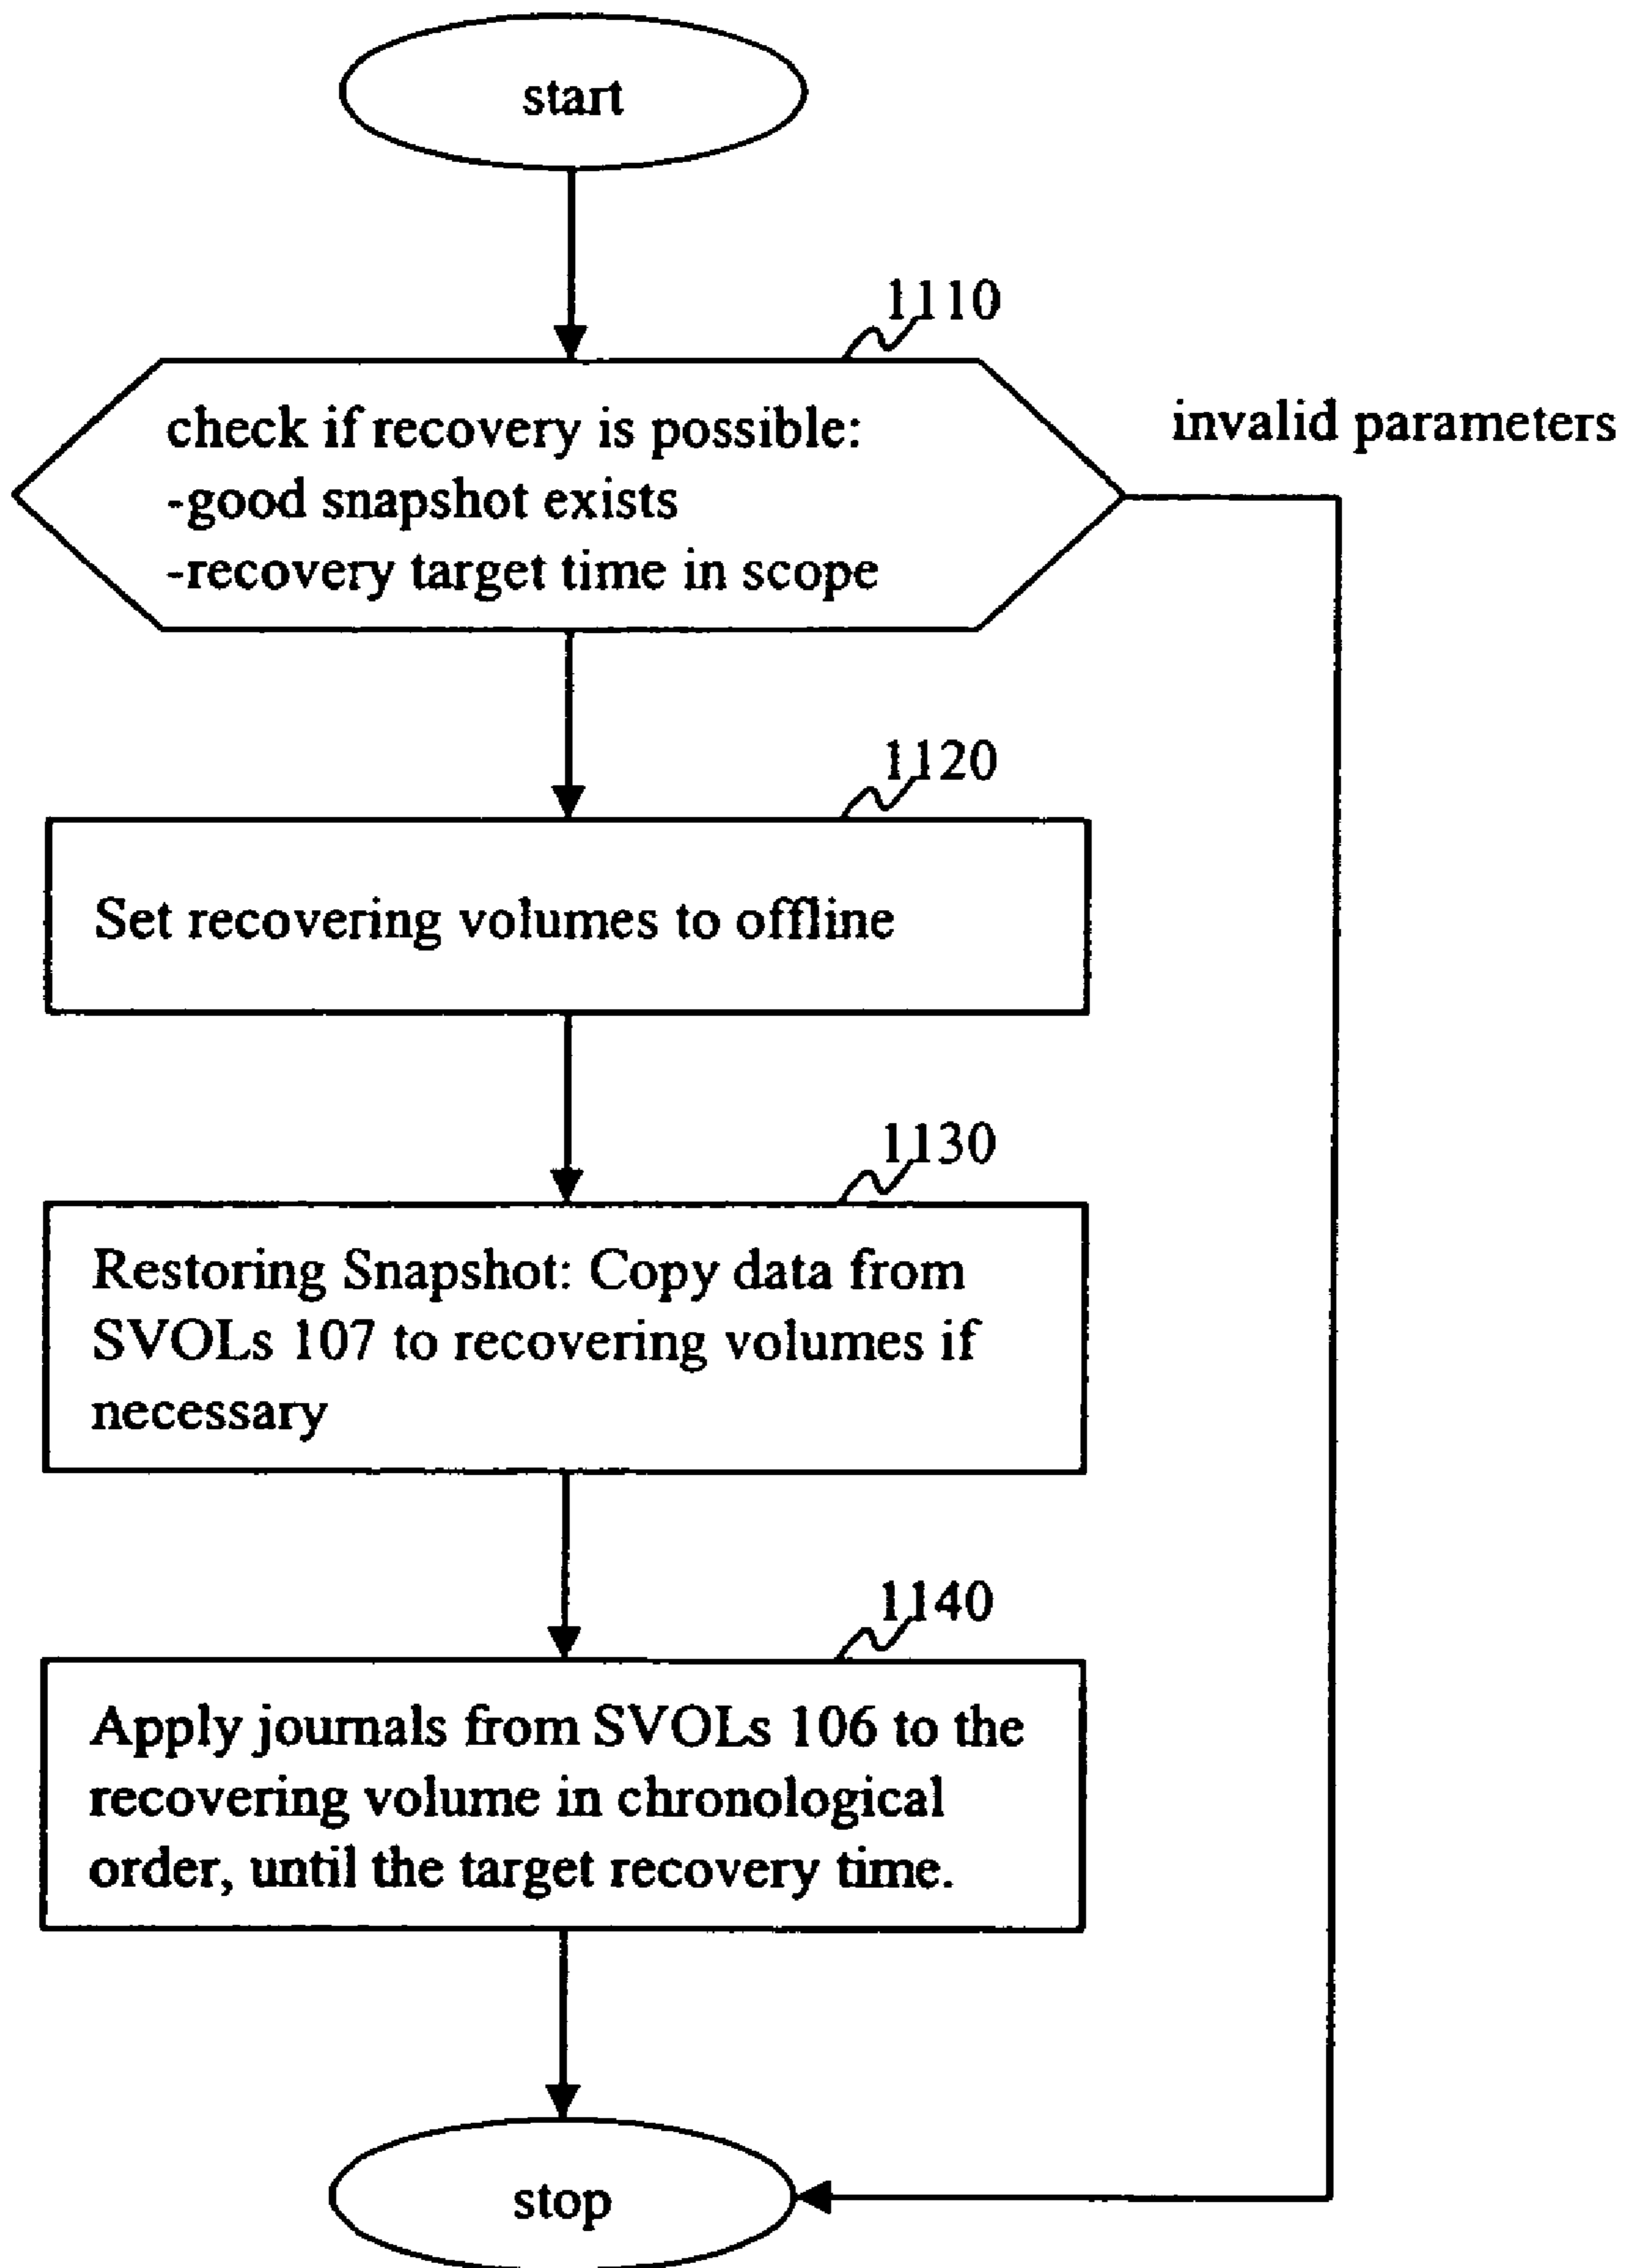 start
1110
check if recovery is possible:
-good snapshot exists
-recovery target time in scope
invalid parameters
1120
Set recovering volumes to offline
1130
Restoring Snapshot: Copy data from
SVOLs 107 to recovering volumes if
necessary
1140
Apply journals from SVOLs 106 to the
recovering volume in chronological
order, until the target recovery time.
stop